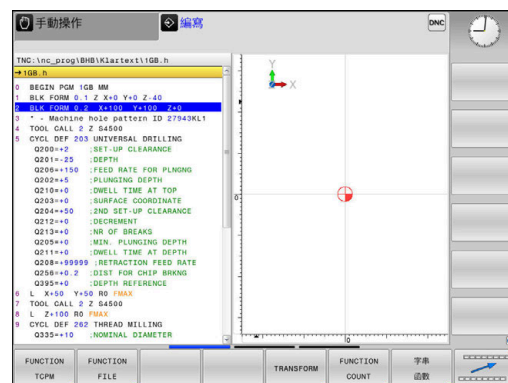 手動操作
編寫
DNC
TNC:\nc_prog\BHB\Klartext\1GB.h
→1GB.h
0 BEGIN PGM 1GB MM
1 BLK FORM 0.1 Z X+0 Y+0 Z-40
2 BLK FORM 0.2 X+100 Y+100 Z+0
3 * - Machine hole pattern ID 27943KL1
4 TOOL CALL 2 Z S4500
5 CYCL DEF 203 UNIVERSAL DRILLING
Q200=+2 ;SET-UP CLEARANCE
Q201=-25 ;DEPTH
Q206=+150 ;FEED RATE FOR PLNGNG
Q202=+5 ;PLUNGING DEPTH
Q210=+0 ;DWELL TIME AT TOP
Q203=+0 ;SURFACE COORDINATE
Q204=+50 ;2ND SET-UP CLEARANCE
Q212=+0 ;DECREMENT
Q213=+0 ;NR OF BREAKS
Q205=+0 ;MIN. PLUNGING DEPTH
Q211=+0 ;DWELL TIME AT DEPTH
Q208=+99999 ;RETRACTION FEED RATE
Q256=+0.2 ;DIST FOR CHIP BRKNG
Q395=+0 ;DEPTH REFERENCE
6 L X+50 Y+50 R0 FMAX
7 TOOL CALL 2 Z S4500
8 L Z+100 R0 FMAX
9 CYCL DEF 262 THREAD MILLING
Q335=+10 ;NOMINAL DIAMETER
Y
X
0
0
FUNCTION TCPM
FUNCTION FILE
TRANSFORM
FUNCTION COUNT
字串 函數